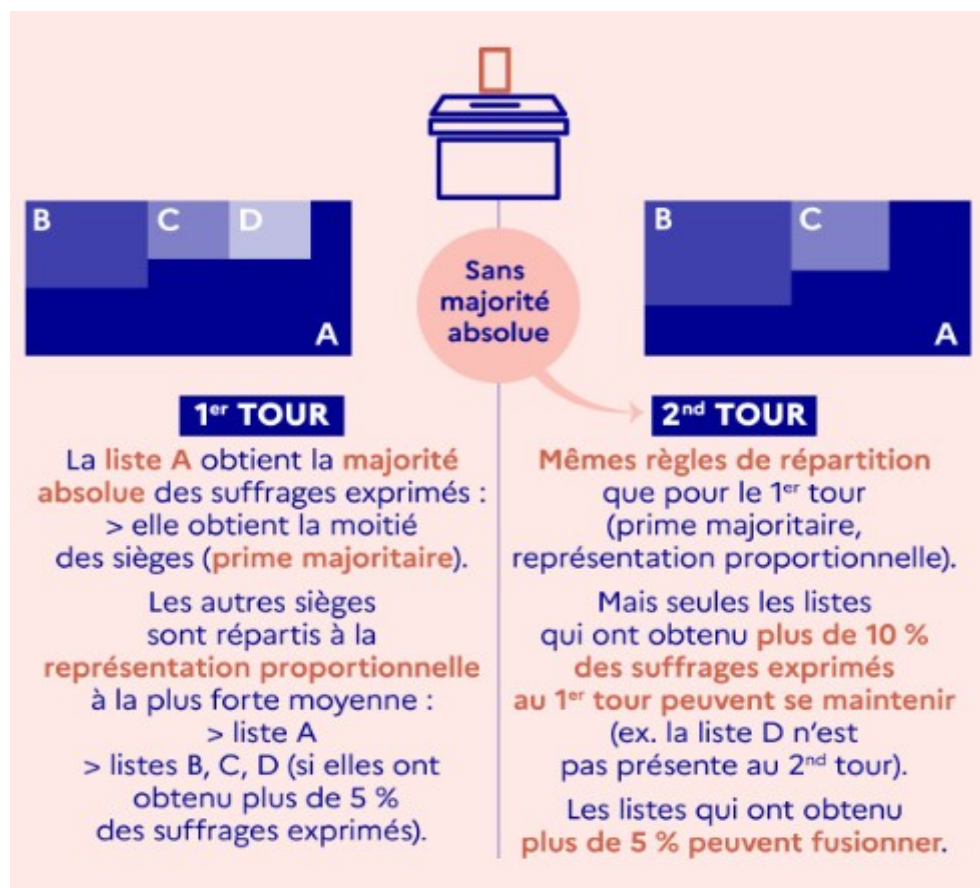 B
C
D
A
Sans
majorité
absolue
B
C
A
1er TOUR
La liste A obtient la majorité
absolue des suffrages exprimés :
> elle obtient la moitié
des sièges (prime majoritaire).
Les autres sièges
sont répartis à la
représentation proportionnelle
à la plus forte moyenne :
> liste A
> listes B, C, D (si elles ont
obtenu plus de 5 %
des suffrages exprimés).
2nd TOUR
Mêmes règles de répartition
que pour le 1er tour
(prime majoritaire,
représentation proportionnelle).
Mais seules les listes
qui ont obtenu plus de 10 %
des suffrages exprimés
au 1er tour peuvent se maintenir
(ex. la liste D n'est
pas présente au 2nd tour).
Les listes qui ont obtenu
plus de 5 % peuvent fusionner.